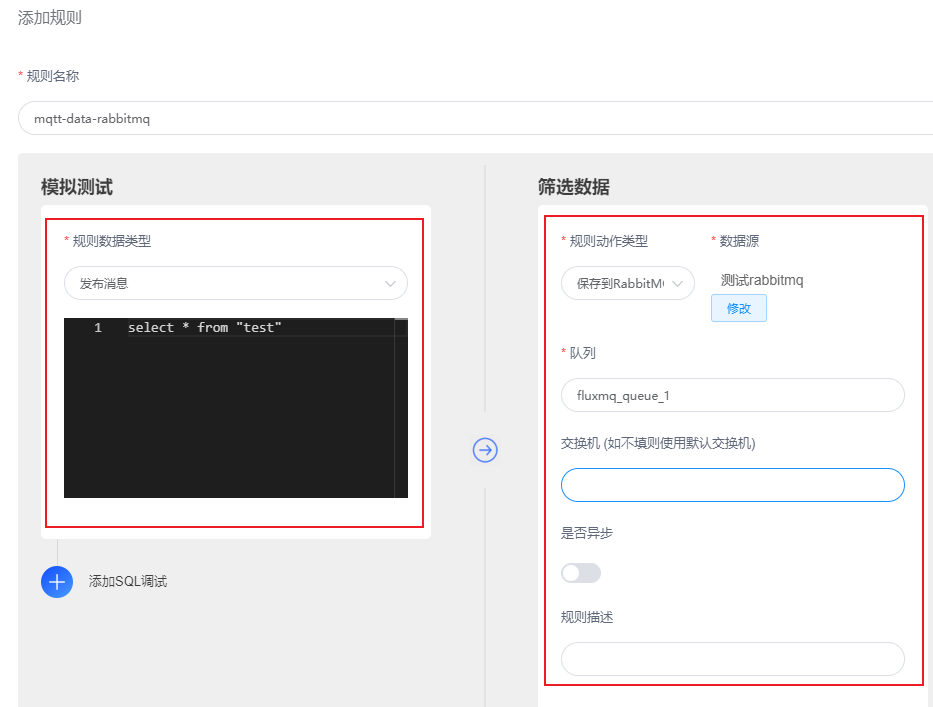 添加规则
* 规则名称
mqtt-data-rabbitmq
模拟测试
* 规则数据类型
发布消息
1 select * from "test"
添加SQL调试
筛选数据
* 规则动作类型
* 数据源
保存到RabbitM
测试rabbitmq
修改
* 队列
fluxmq_queue_1
交换机 (如不填则使用默认交换机)
是否异步
规则描述